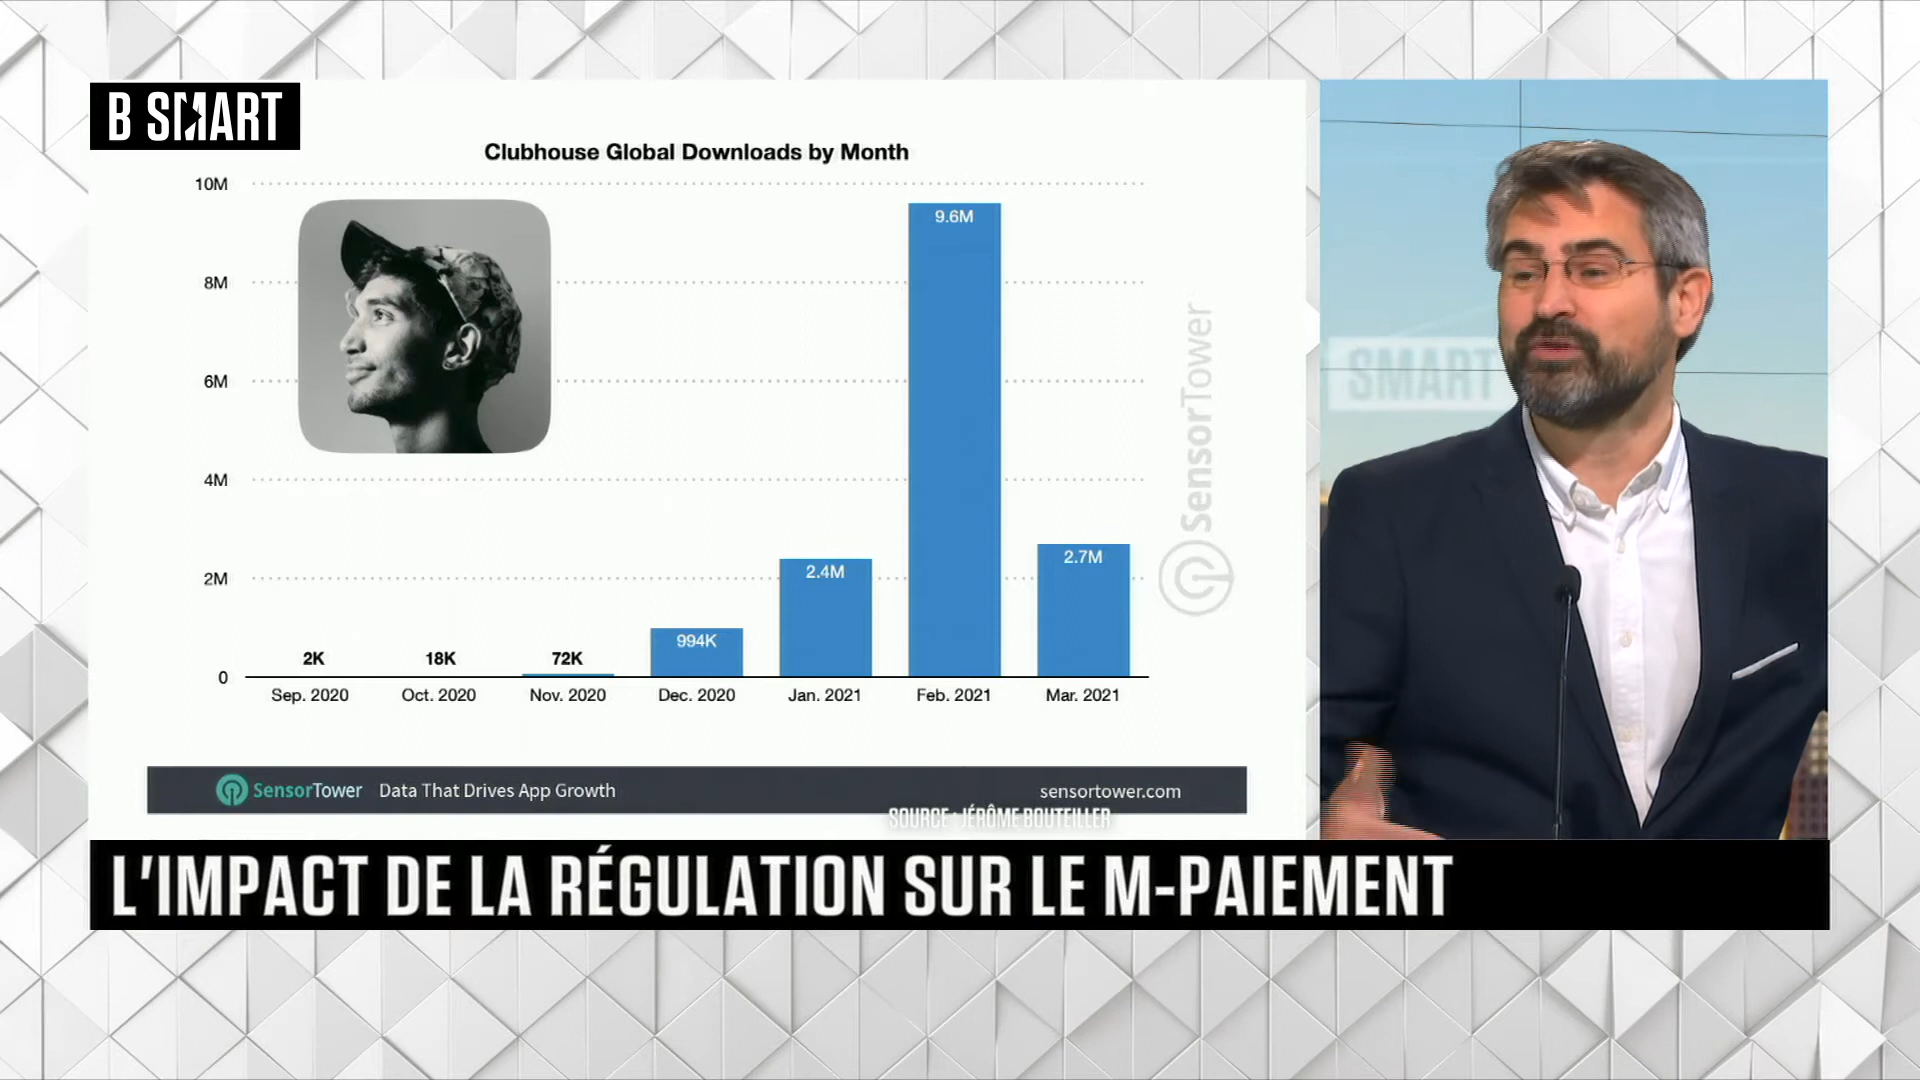 B SMART
Clubhouse Global Downloads by Month
10M
8M
6M
4M
2M
0
2K
18K
72K
994K
2.4M
9.6M
2.7M
Sep. 2020
Oct. 2020
Nov. 2020
Dec. 2020
Jan. 2021
Feb. 2021
Mar. 2021
SensorTower
SensorTower Data That Drives App Growth sensortower.com
SOURCE : JÉRÔME BOUTEILLER
SMART
L'IMPACT DE LA RÉGULATION SUR LE M-PAIEMENT